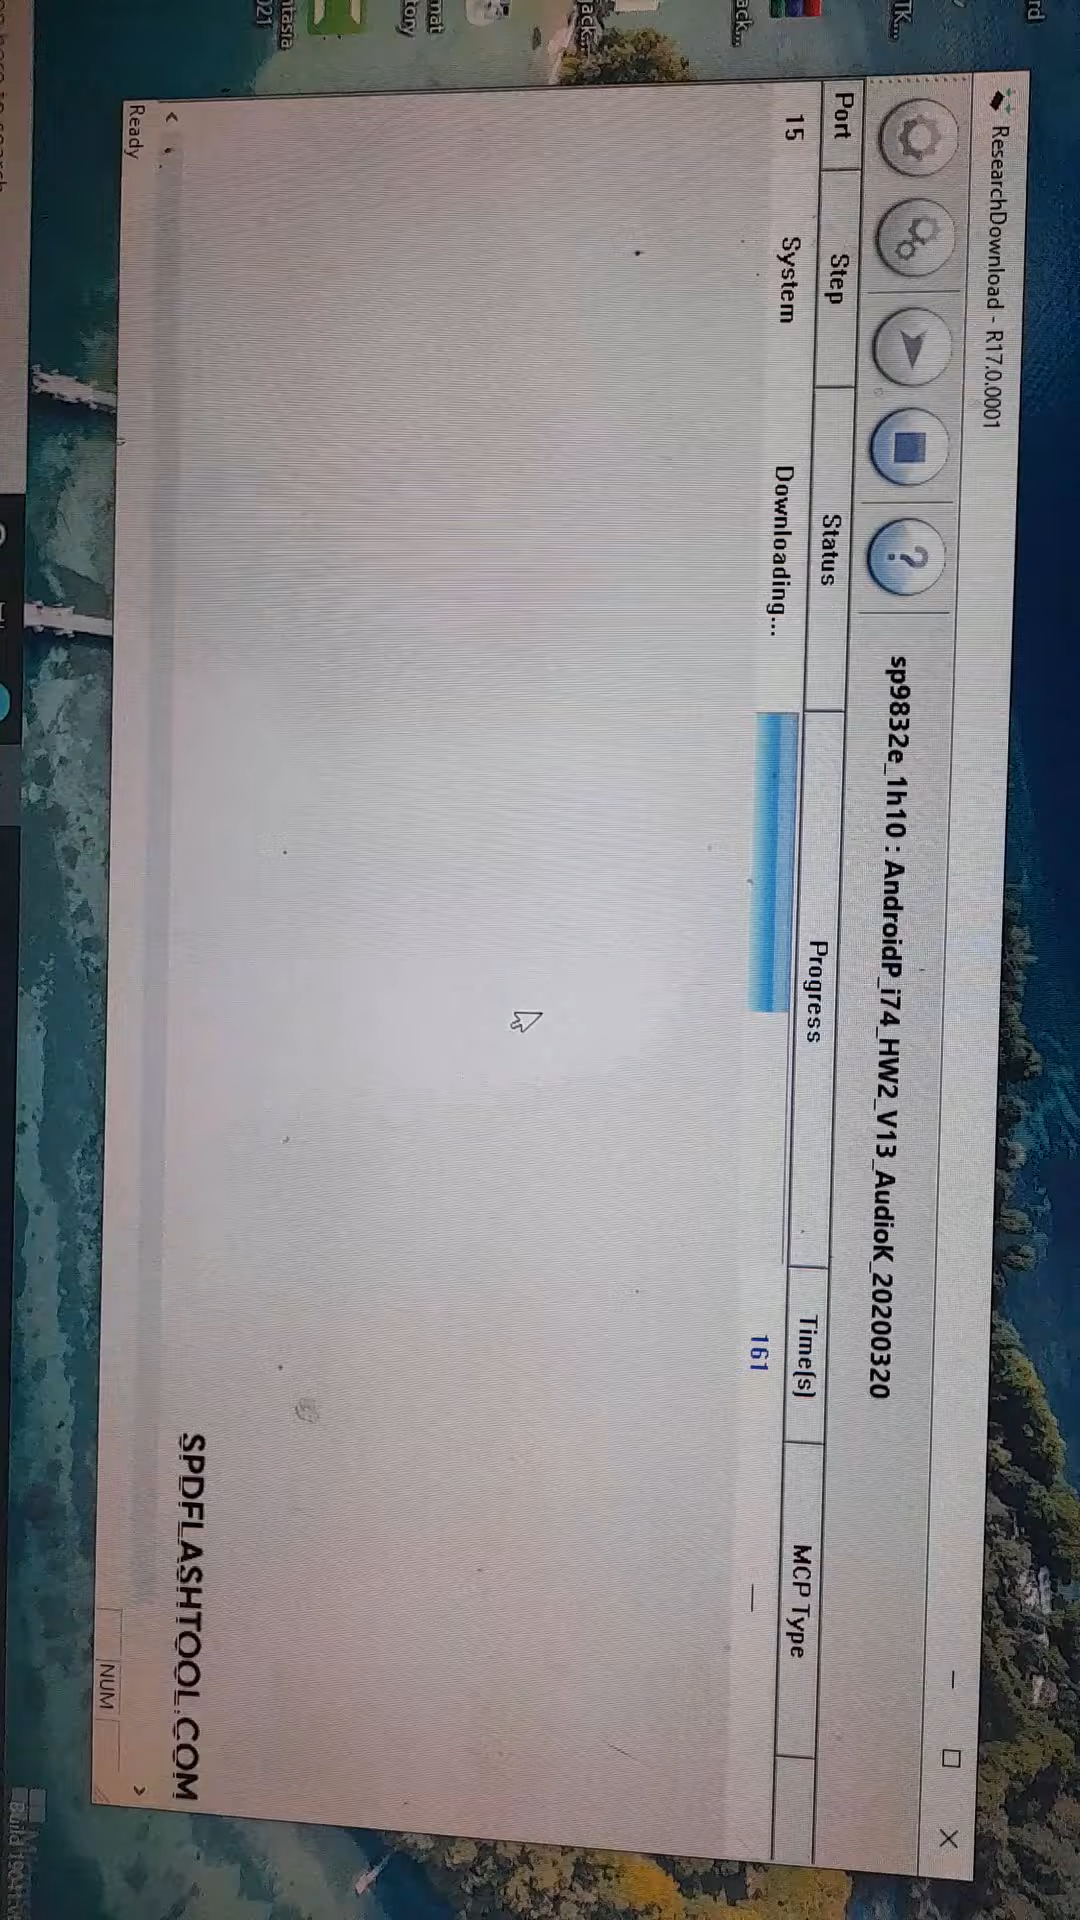 ResearchDownload - R17.0.0001
sp9832e_1h10 : AndroidP_i74_HW2_V13_AudioK_20200320
Port Step Status Progress Time(s) MCP Type
15 System Downloading... 161
SPDFLASHTOOL.COM
Ready NUM